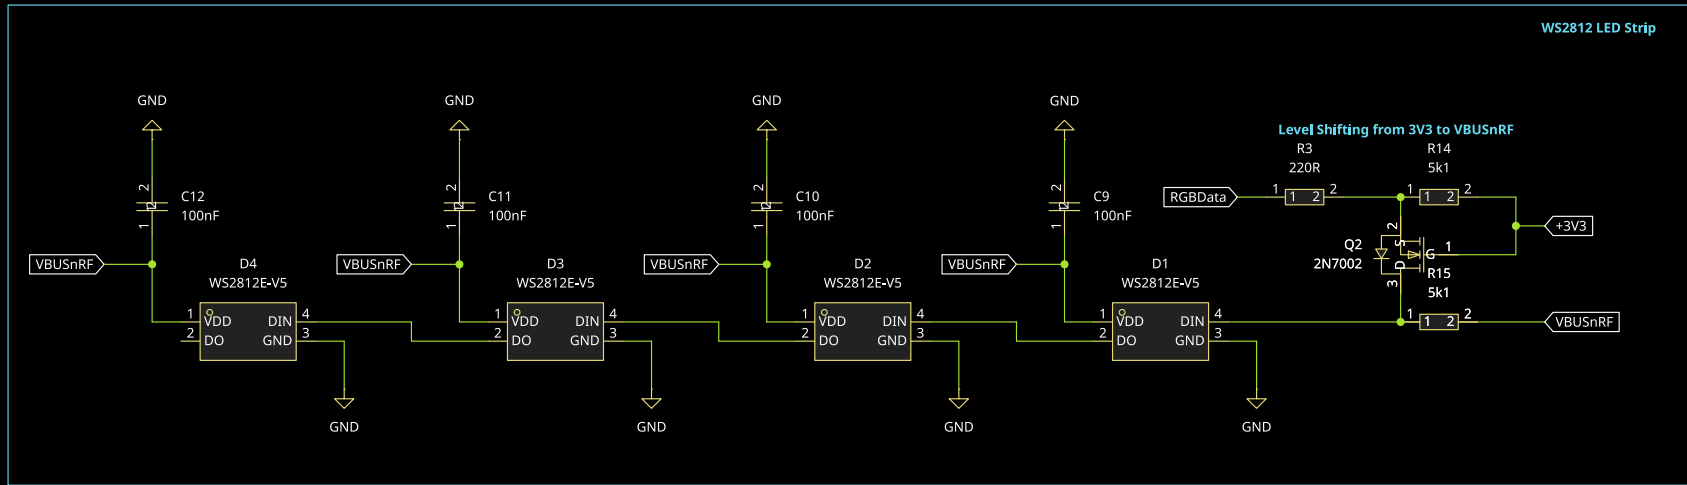 WS2812 LED Strip
GND
GND
GND
GND
Level Shifting from 3V3 to VBUSnRF
R3
220R
R14
5k1
2
C12
100nF
1
2
C11
100nF
1
2
C10
100nF
1
2
C9
100nF
1
RGBData
1
1 2
2
1
1 2
2
+3V3
Q2
2N7002
2
S
G
1
D
3
R15
5k1
VBUSnRF
VBUSnRF
VBUSnRF
VBUSnRF
D4
WS2812E-V5
D3
WS2812E-V5
D2
WS2812E-V5
D1
WS2812E-V5
1 VDD DIN 4
2 DO GND 3
1 VDD DIN 4
2 DO GND 3
1 VDD DIN 4
2 DO GND 3
1 VDD DIN 4
2 DO GND 3
1
1 2
2
VBUSnRF
GND
GND
GND
GND